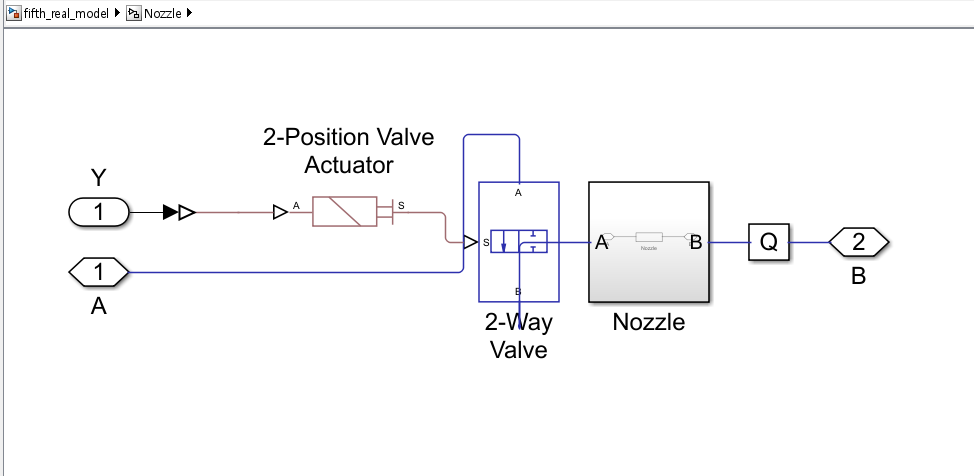 fifth_real_model Nozzle
2-Position Valve
Actuator
Y
1
A
S
1
A
A
S
B
2-Way
Valve
A
B
Nozzle
Nozzle
Q
2
B